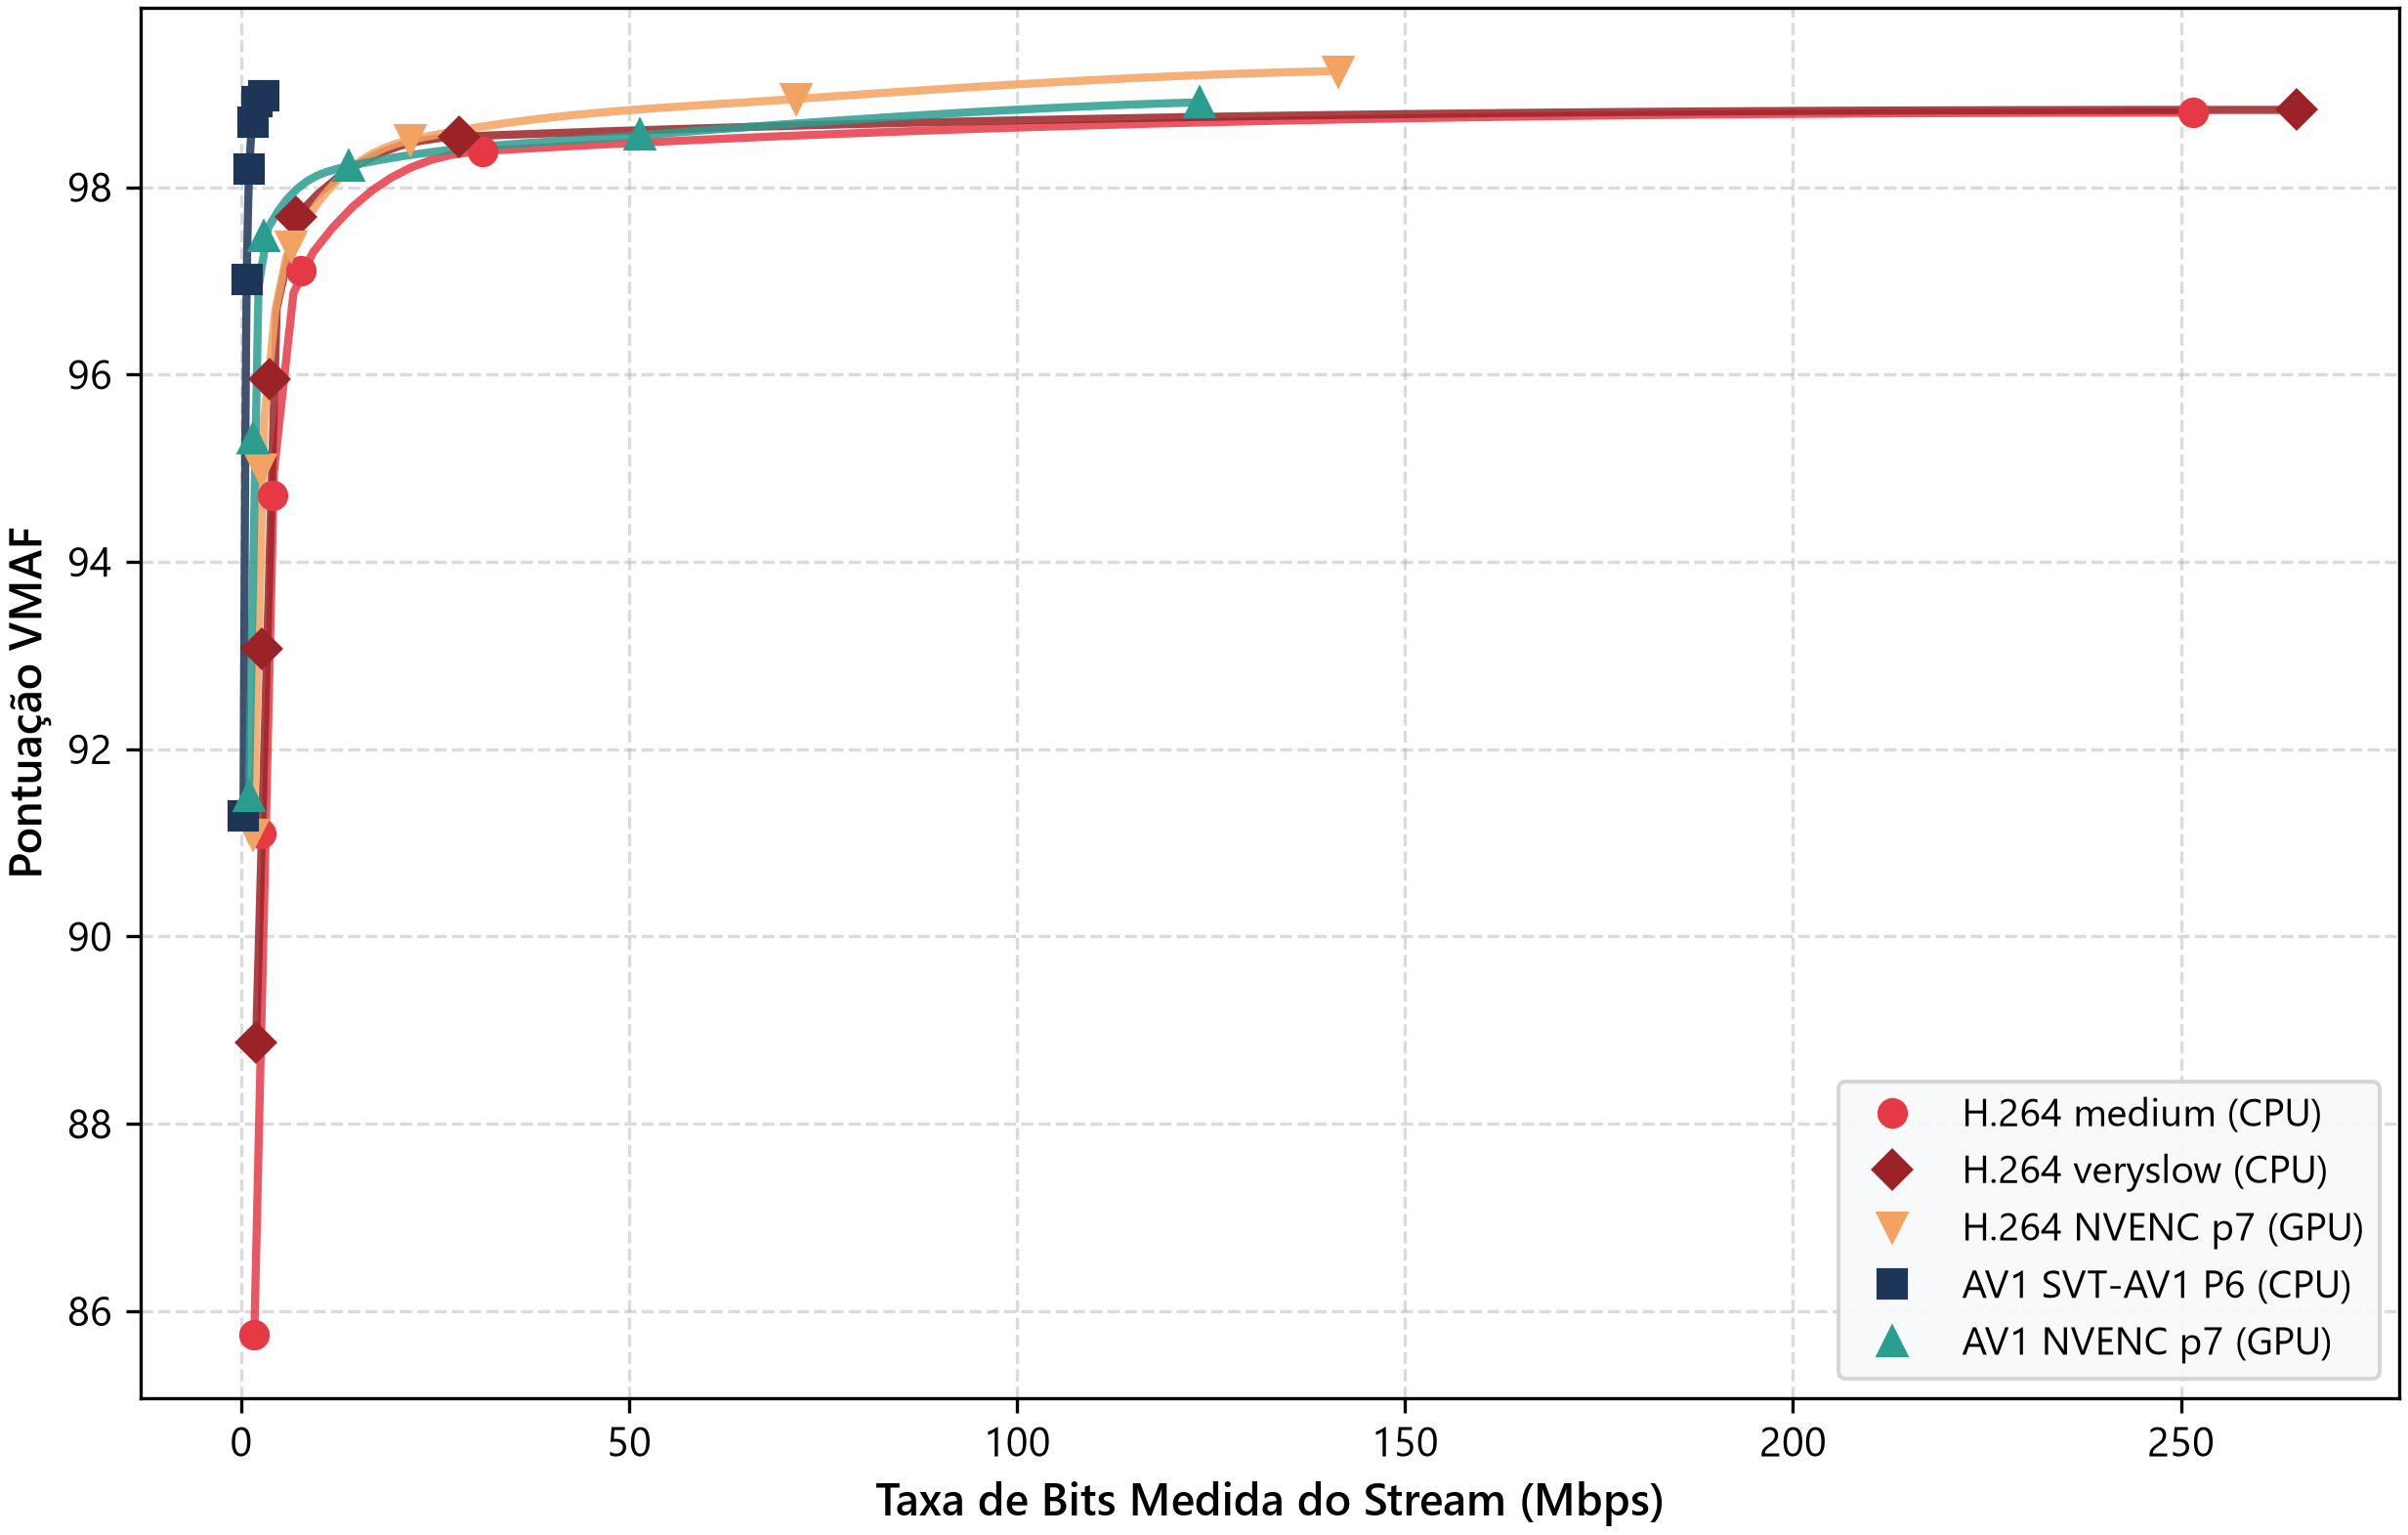 Pontuação VMAF
98
96
94
92
90
88
86
0 50 100 150 200 250
Taxa de Bits Medida do Stream (Mbps)
H.264 medium (CPU)
H.264 veryslow (CPU)
H.264 NVENC p7 (GPU)
AV1 SVT-AV1 P6 (CPU)
AV1 NVENC p7 (GPU)